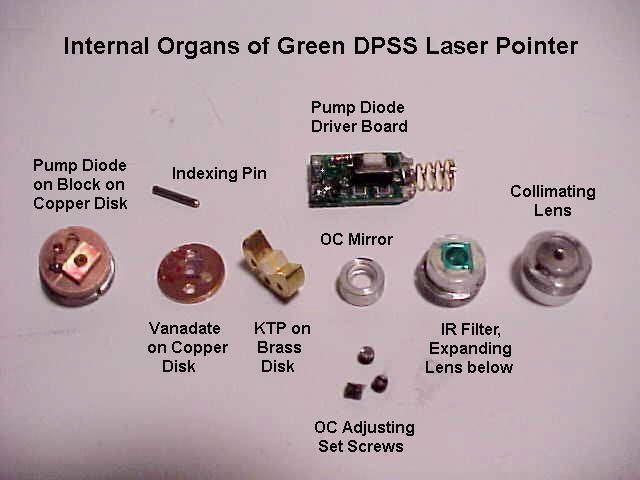 Internal Organs of Green DPSS Laser Pointer
Pump Diode
Driver Board
Pump Diode
on Block on
Copper Disk
Indexing Pin
Collimating
Lens
OC Mirror
Vanadate
on Copper
Disk
KTP on
Brass
Disk
IR Filter,
Expanding
Lens below
OC Adjusting
Set Screws